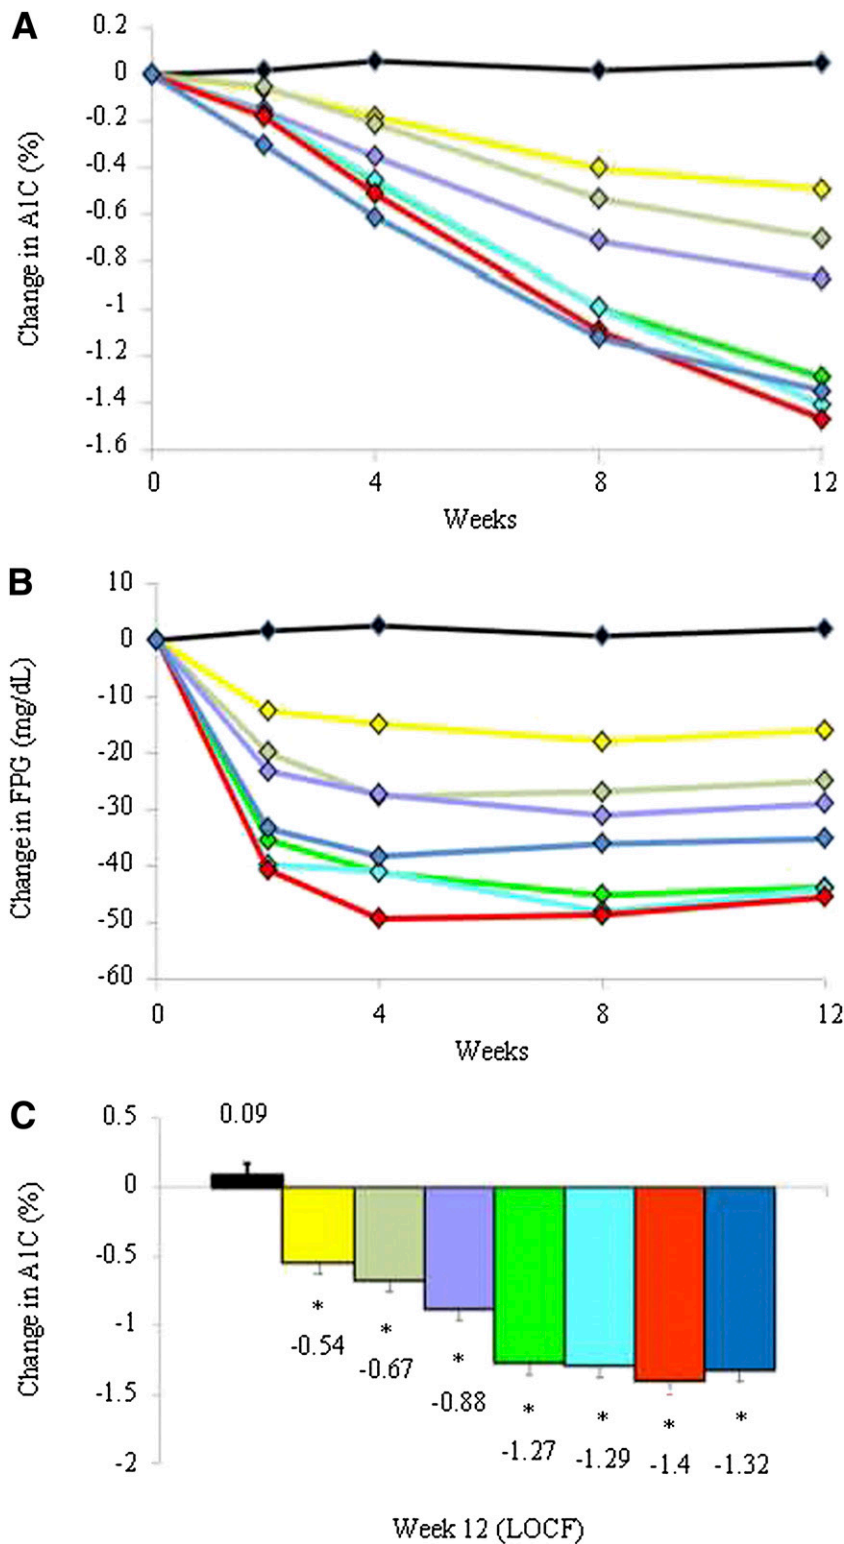 A
0.2
0
-0.2
-0.4
-0.6
-0.8
-1
-1.2
-1.4
-1.6
Change in A1C (%)
0 4 8 12
Weeks
B
10
0
-10
-20
-30
-40
-50
-60
Change in FPG (mg/dL)
0 4 8 12
Weeks
C
0.5
0
-0.5
-1
-1.5
-2
Change in A1C (%)
0.09
* -0.54
* -0.67
* -0.88
* -1.27
* -1.29
* -1.4
* -1.32
Week 12 (LOCF)